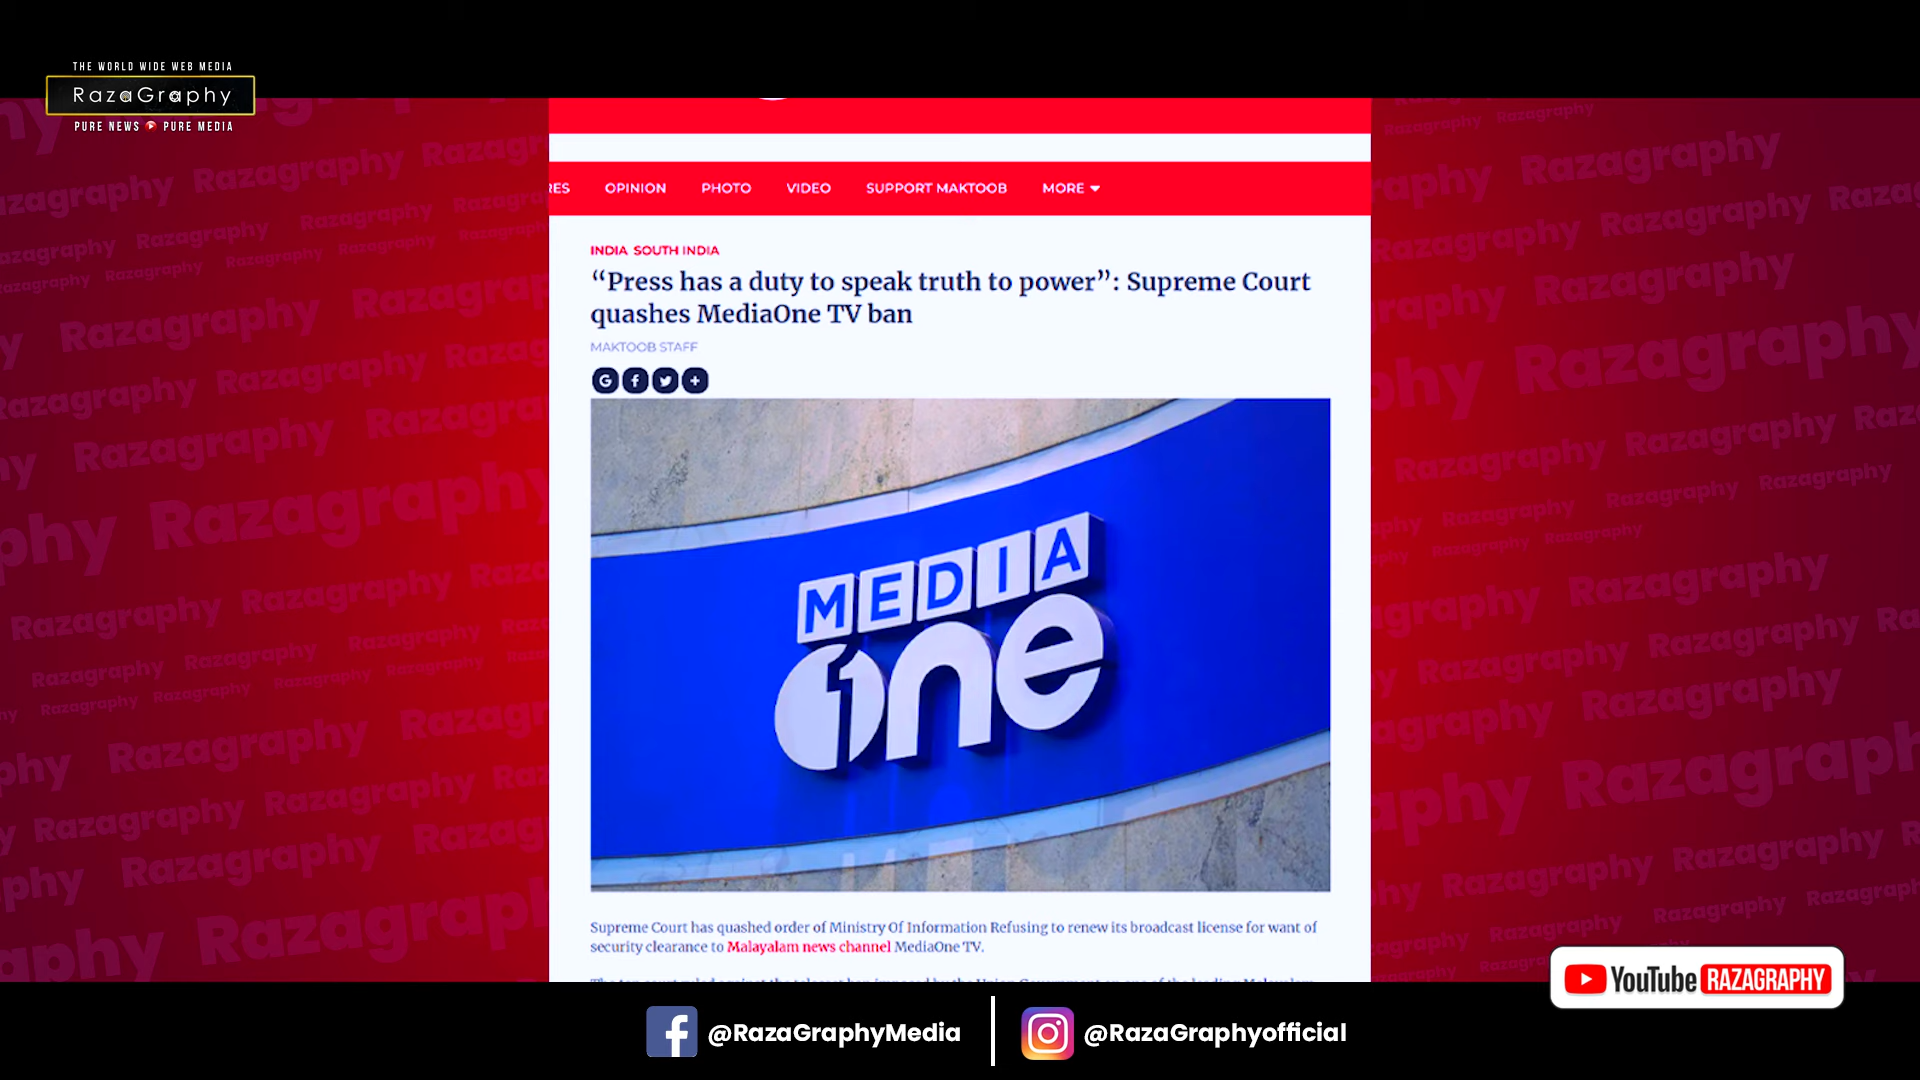 THE WORLD WIDE WEB MEDIA
RazaGraphy
PURE NEWS PURE MEDIA
OPINION PHOTO VIDEO SUPPORT MAKTOOB MORE
INDIA SOUTH INDIA
“Press has a duty to speak truth to power”: Supreme Court
quashes MediaOne TV ban
MAKTOOB STAFF
MEDIA
one
Supreme Court has quashed order of Ministry Of Information Refusing to renew its broadcast license for want of
security clearance to Malayalam news channel MediaOne TV.
YouTube RAZAGRAPHY
@RazaGraphyMedia
@RazaGraphyofficial